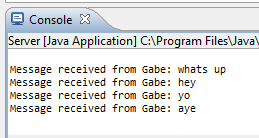 Console
Server [Java Application] C:\Program Files\Java\
Message received from Gabe: whats up
Message received from Gabe: hey
Message received from Gabe: yo
Message received from Gabe: aye